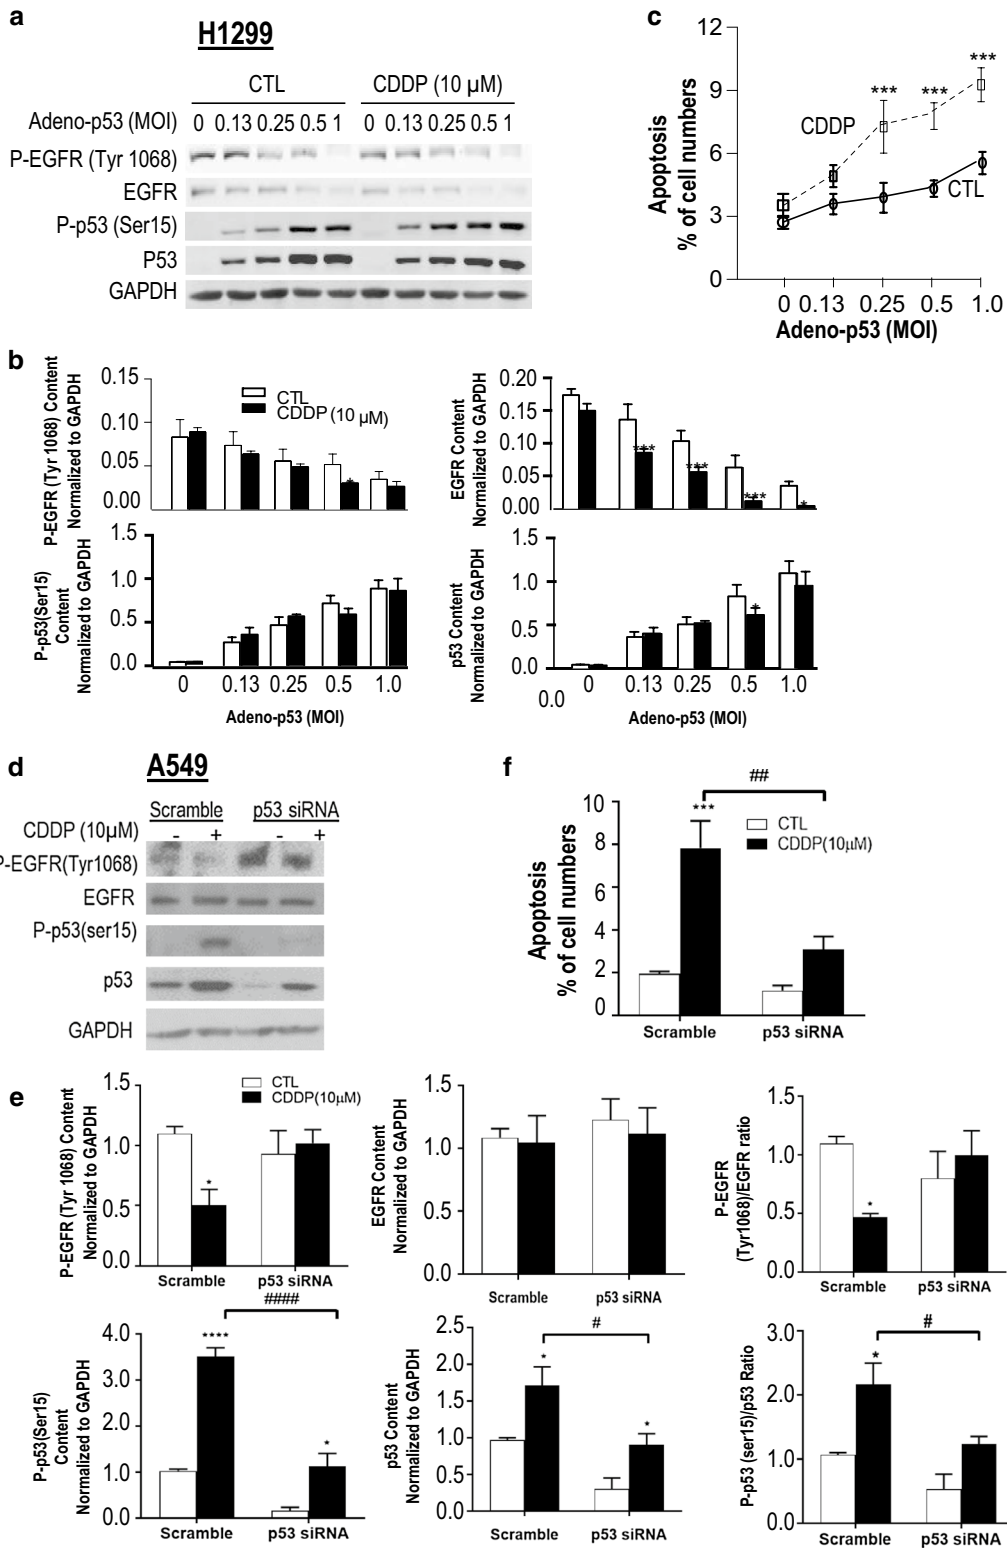 a
H1299
CTL CDDP (10 µM)
Adeno-p53 (MOI) 0 0.13 0.25 0.5 1 0 0.13 0.25 0.5 1
P-EGFR (Tyr 1068)
EGFR
P-p53 (Ser15)
P53
GAPDH
c
Apoptosis
% of cell numbers
12
9
6
3
0
CDDP
CTL
*** *** ***
0 0.13 0.25 0.5 1.0
Adeno-p53 (MOI)
b
P-EGFR (Tyr 1068) Content
Normalized to GAPDH
0.15
0.10
0.05
0.00
CTL
CDDP (10 µM)
*
EGFR Content
Normalized to GAPDH
0.20
0.15
0.10
0.05
0.00
*** *** *** *
P-p53(Ser15)
Content
Normalized to GAPDH
1.5
1.0
0.5
0.0
0 0.13 0.25 0.5 1.0
Adeno-p53 (MOI)
p53 Content
Normalized to GAPDH
1.5
1.0
0.5
0.0
*
0.0
0 0.13 0.25 0.5 1.0
Adeno-p53 (MOI)
d
A549
Scramble p53 siRNA
CDDP (10µM) - + - +
P-EGFR(Tyr1068)
EGFR
P-p53(ser15)
p53
GAPDH
f
Apoptosis
% of cell numbers
10
8
6
4
2
0
##
***
CTL
CDDP(10µM)
Scramble p53 siRNA
e
P-EGFR (Tyr 1068) Content
Normalized to GAPDH
1.5
1.0
0.5
0.0
CTL
CDDP(10µM)
*
Scramble p53 siRNA
EGFR Content
Normalized to GAPDH
1.5
1.0
0.5
0.0
Scramble p53 siRNA
P-EGFR
(Tyr1068)/EGFR ratio
1.5
1.0
0.5
0.0
*
Scramble p53 siRNA
P-p53(Ser15)
Content
Normalized to GAPDH
4.0
3.0
2.0
1.0
0.0
####
****
*
Scramble p53 siRNA
p53 Content
Normalized to GAPDH
2.5
2.0
1.5
1.0
0.5
0.0
#
*
*
Scramble p53 siRNA
P-p53 (ser15)/p53 Ratio
3.0
2.0
1.0
0.0
#
*
Scramble p53 siRNA